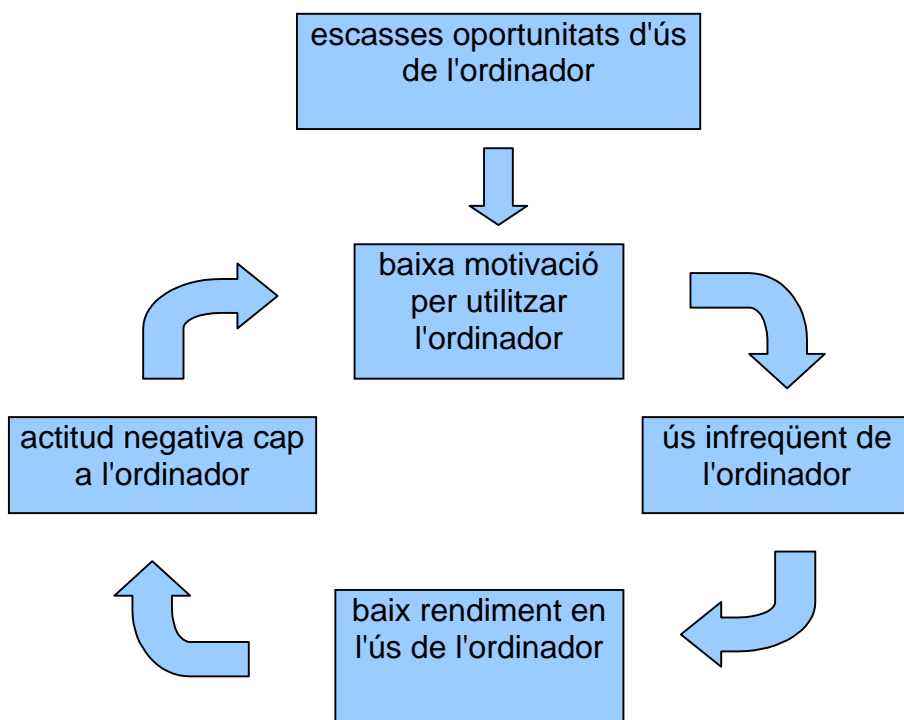 escasses oportunitats d'ús
de l'ordinador
baixa motivació
per utilitzar
l'ordinador
actitud negativa cap
a l'ordinador
ús infreqüent de
l'ordinador
baix rendiment en
l'ús de l'ordinador